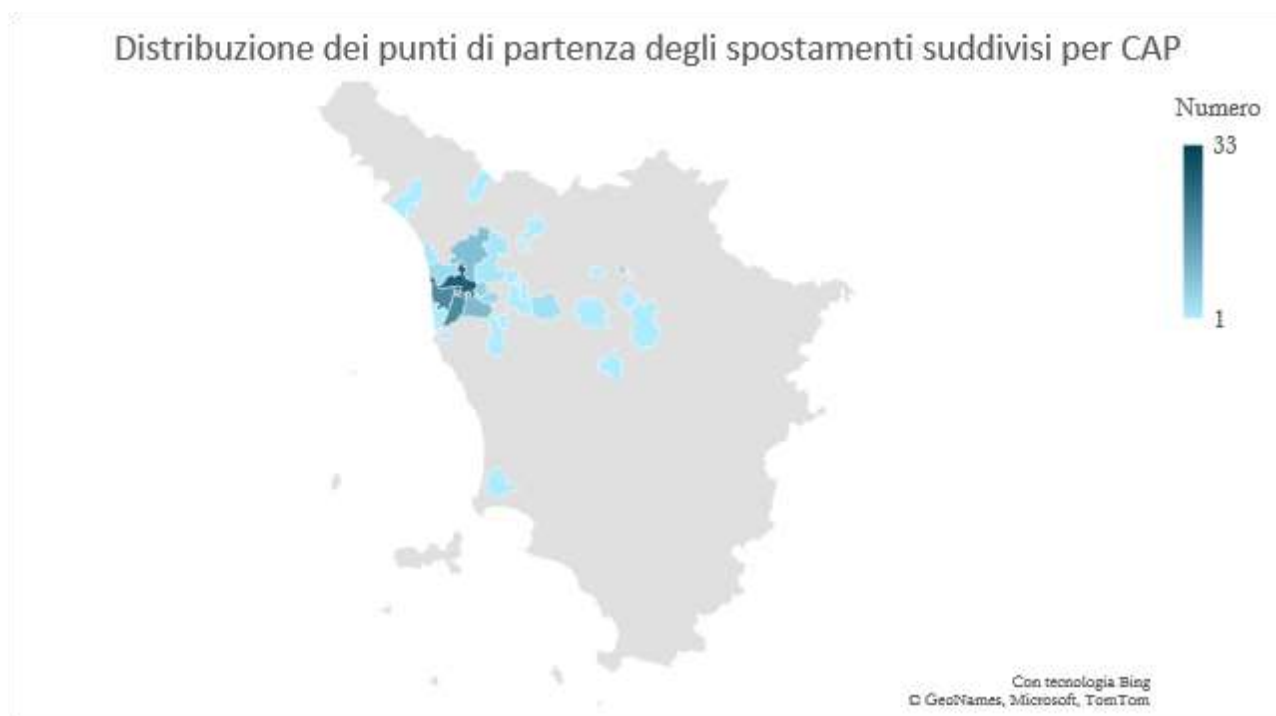 Distribuzione dei punti di partenza degli spostamenti suddivisi per CAP
Numero
33
1
Con tecnologia Bing
© GeoNames, Microsoft, TomTom